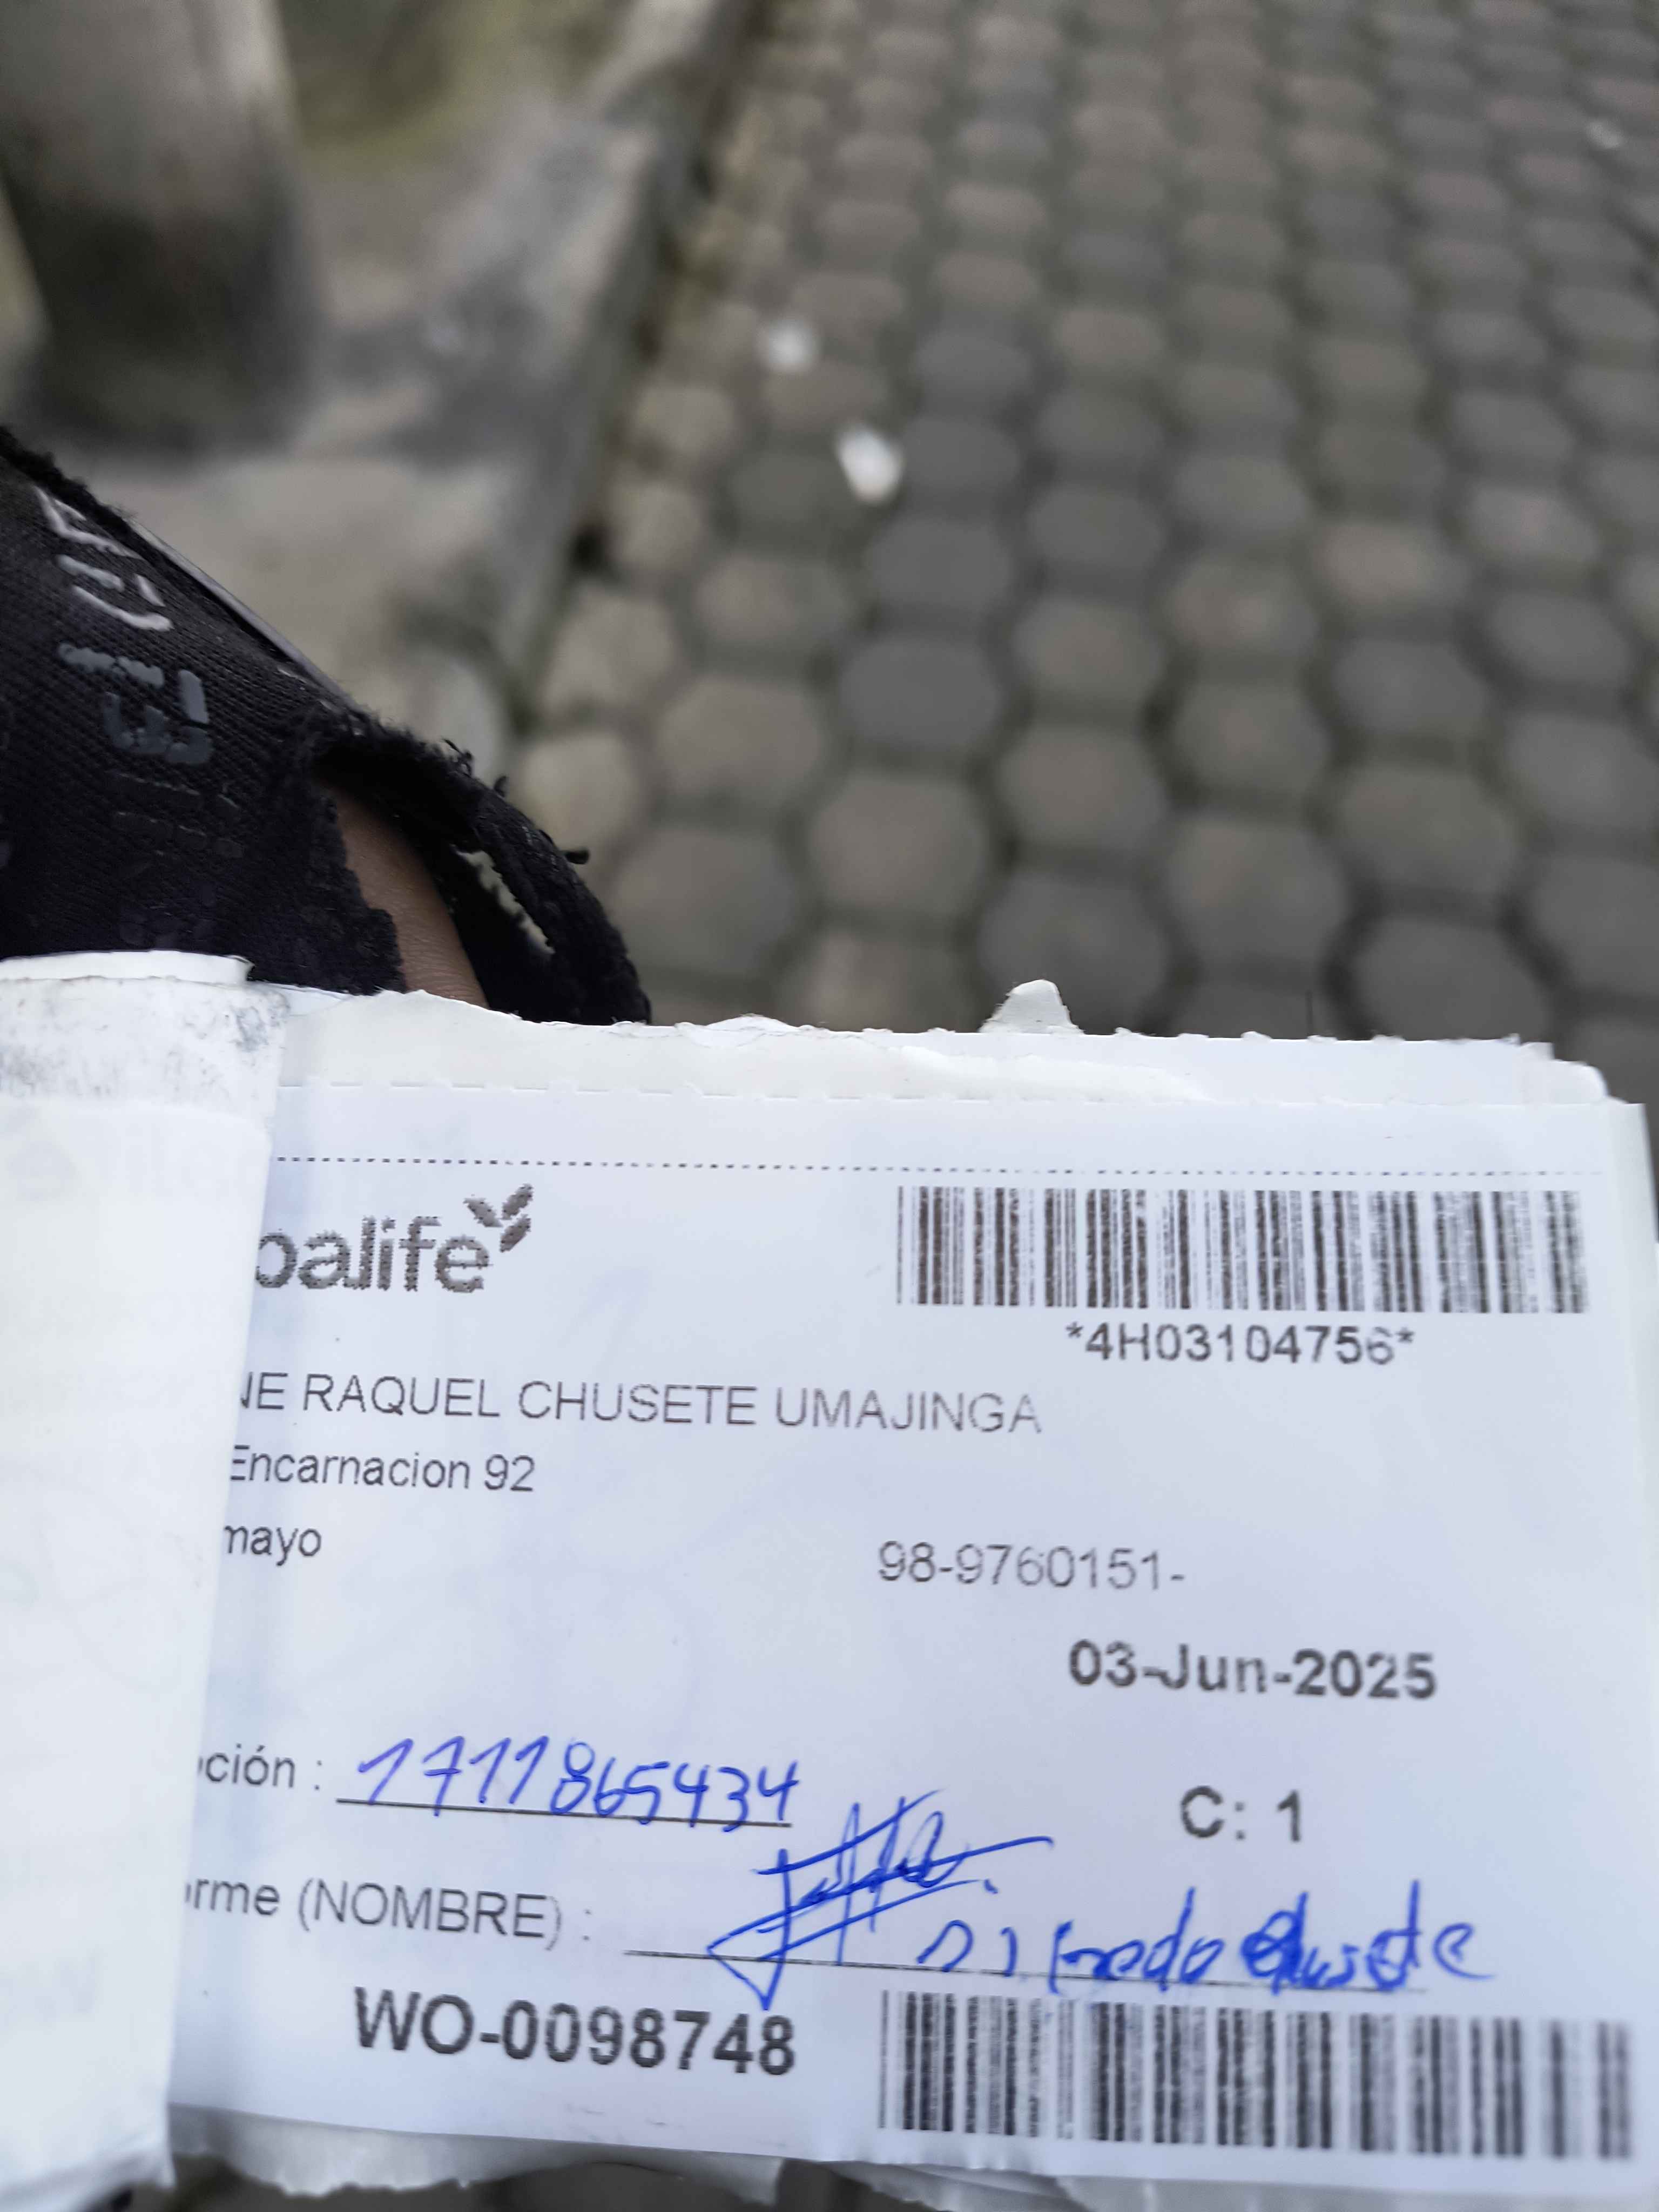 balife
*4H03104756*
NE RAQUEL CHUSETE UMAJINGA
Encarnacion 92
mayo
98-9760151-
03-Jun-2025
ción : 1711865434
C: 1
rme (NOMBRE) :
WO-0098748